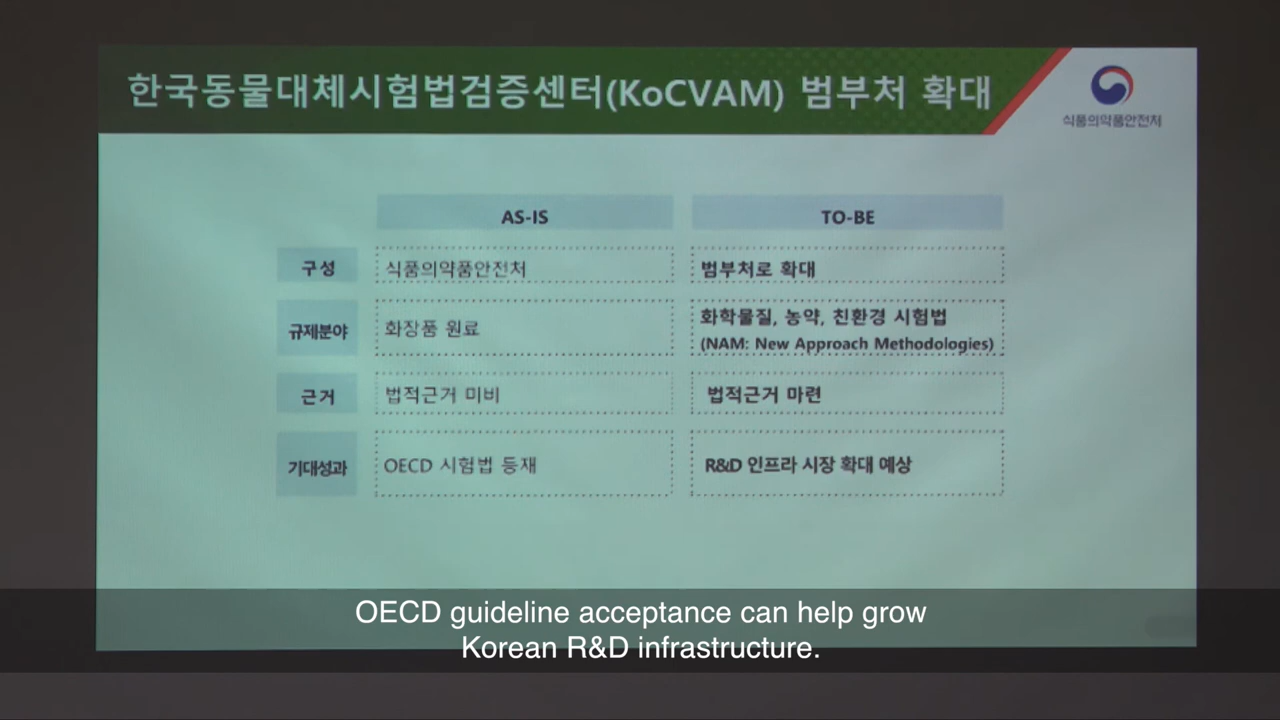 한국동물대체시험법검증센터(KoCVAM) 범부처 확대
식품의약품안전처
AS-IS
TO-BE
구성
식품의약품안전처
범부처로 확대
규제분야
화장품 원료
화학물질, 농약, 친환경 시험법
(NAM: New Approach Methodologies)
근거
법적근거 미비
법적근거 마련
기대성과
OECD 시험법 등재
R&D 인프라 시장 확대 예상
OECD guideline acceptance can help grow
Korean R&D infrastructure.